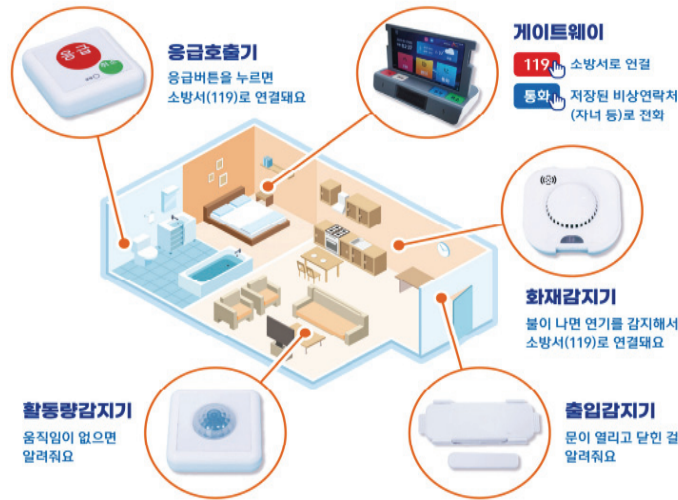 응급호출기
응급버튼을 누르면
소방서(119)로 연결돼요
응급
게이트웨이
119 소방서로 연결
통화 저장된 비상연락처
(자녀 등)로 전화
화재감지기
불이 나면 연기를 감지해서
소방서(119)로 연결돼요
활동량감지기
움직임이 없으면
알려줘요
출입감지기
문이 열리고 닫힌 걸
알려줘요